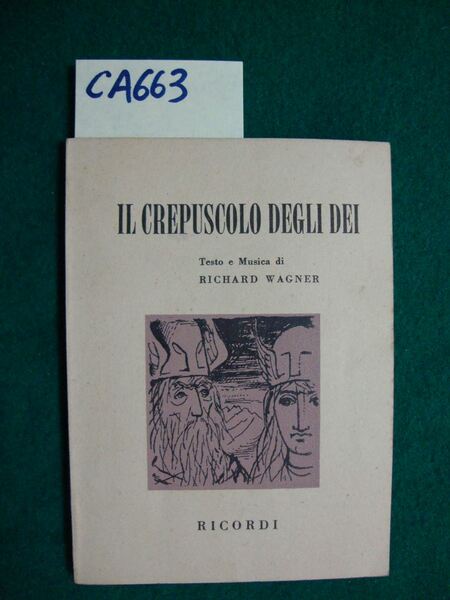 CA663
IL CREPUSCOLO DEGLI DEI
Testo e Musica di
RICHARD WAGNER
RICORDI